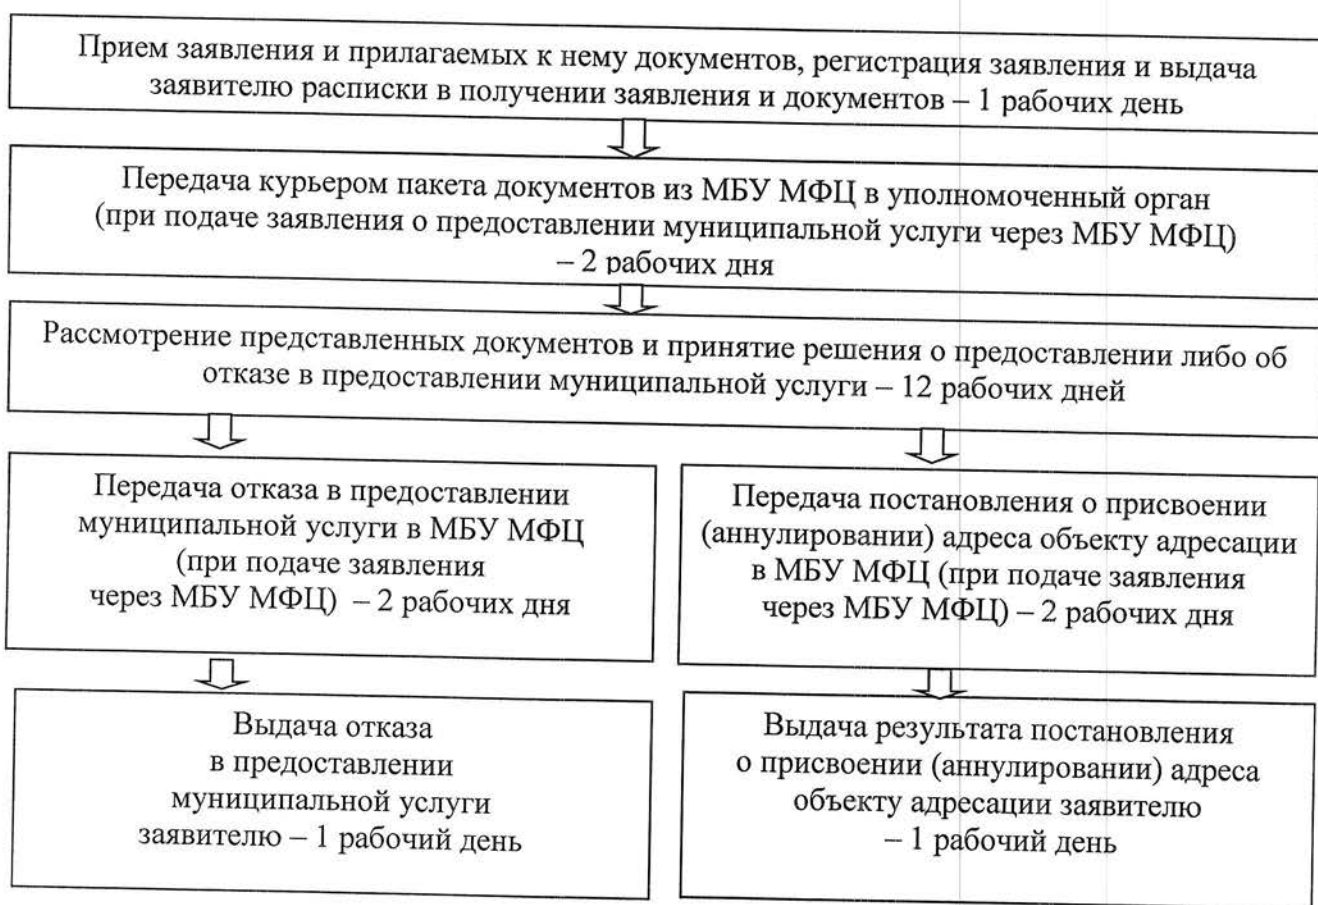 Прием заявления и прилагаемых к нему документов, регистрация заявления и выдача
заявителю расписки в получении заявления и документов – 1 рабочих день
Передача курьером пакета документов из МБУ МФЦ в уполномоченный орган
(при подаче заявления о предоставлении муниципальной услуги через МБУ МФЦ)
– 2 рабочих дня
Рассмотрение представленных документов и принятие решения о предоставлении либо об
отказе в предоставлении муниципальной услуги – 12 рабочих дней
Передача отказа в предоставлении
муниципальной услуги в МБУ МФЦ
(при подаче заявления
через МБУ МФЦ) – 2 рабочих дня
Передача постановления о присвоении
(аннулировании) адреса объекту адресации
в МБУ МФЦ (при подаче заявления
через МБУ МФЦ) – 2 рабочих дня
Выдача отказа
в предоставлении
муниципальной услуги
заявителю – 1 рабочий день
Выдача результата постановления
о присвоении (аннулировании) адреса
объекту адресации заявителю
– 1 рабочий день